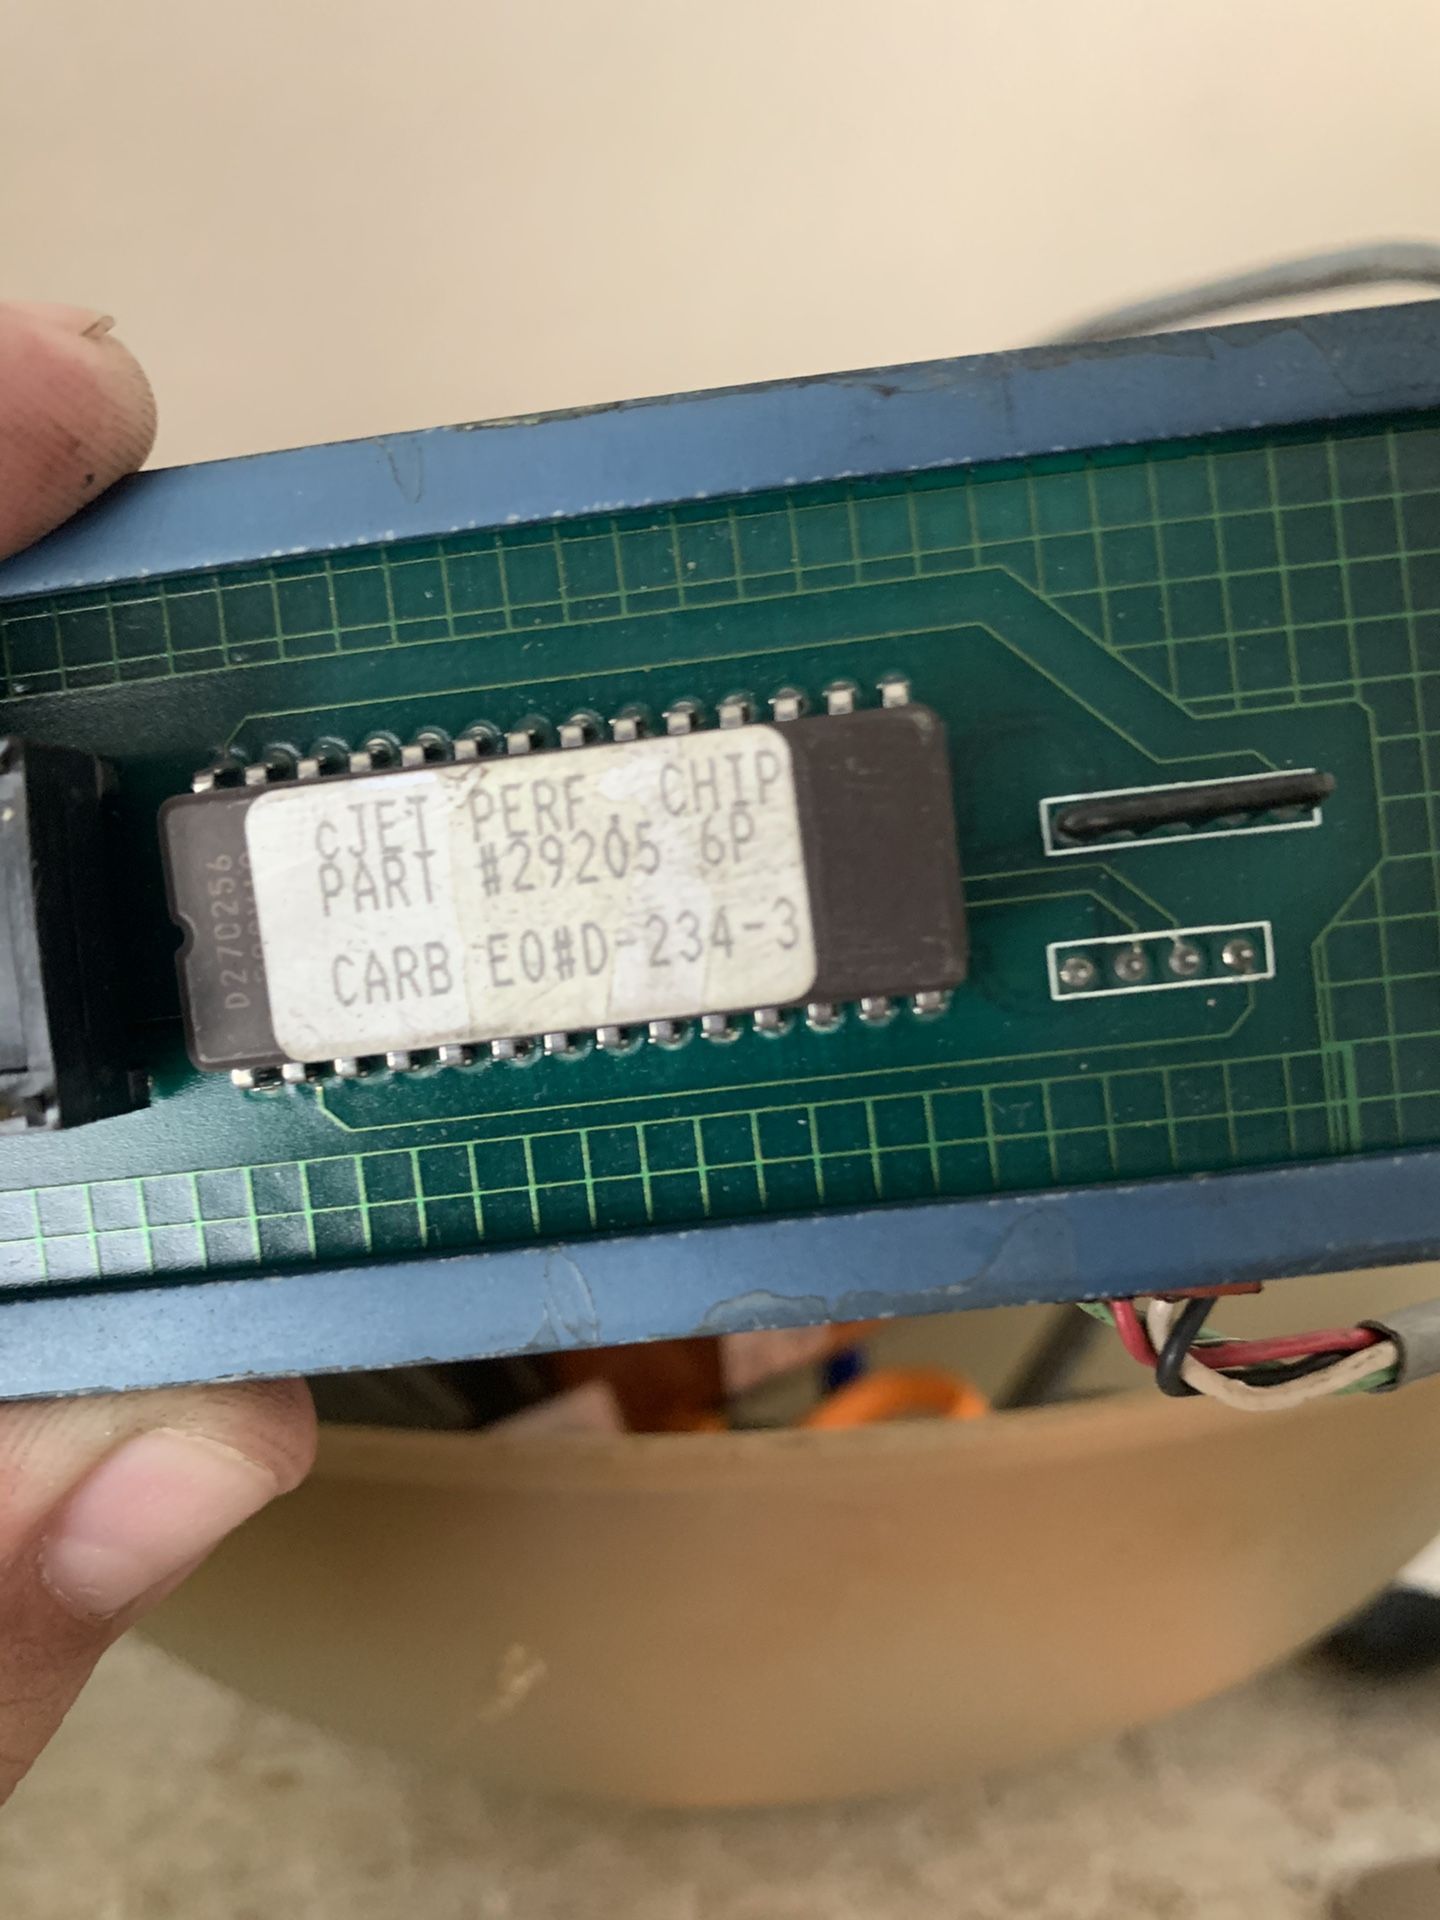 cJET PERF. CHIP
PART #29205 6P
CARB EO#D-234-3
D270256